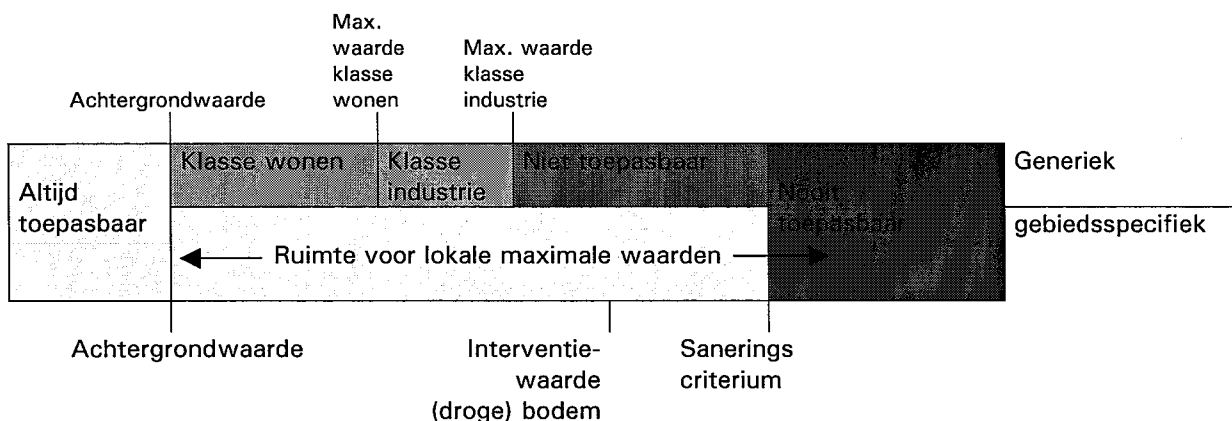 Max.
waarde
klasse
wonen
Max. waarde
klasse
industrie
Achtergrondwaarde
Klasse wonen
Klasse
industrie
Niet toepasbaar
Nooit
toepasbaar
Generiek
Altijd
toepasbaar
gebiedsspecifiek
Ruimte voor lokale maximale waarden
Achtergrondwaarde
Interventie-
waarde
(droge) bodem
Sanerings
criterium